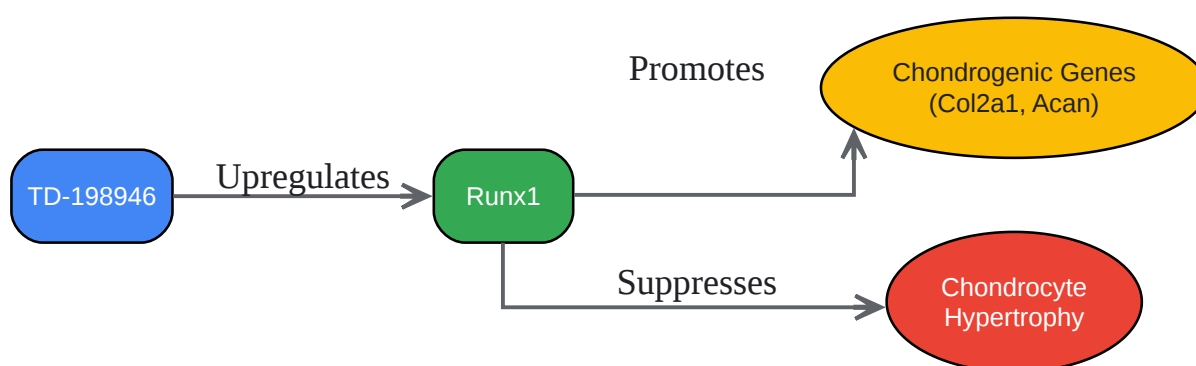 Promotes
Chondrogenic Genes
(Col2a1, Acan)
TD-198946
Upregulates
Runx1
Suppresses
Chondrocyte
Hypertrophy